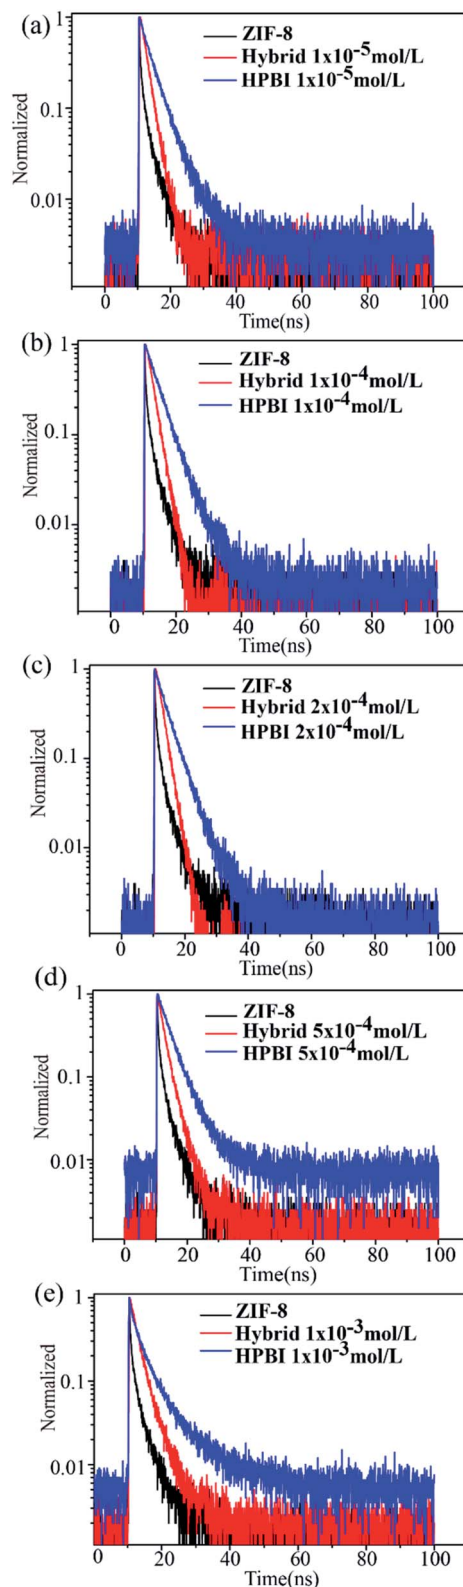 (a)
ZIF-8
Hybrid 1x10-5mol/L
HPBI 1x10-5mol/L
Normalized
1
0.1
0.01
0 20 40 60 80 100
Time(ns)
(b)
ZIF-8
Hybrid 1x10-4mol/L
HPBI 1x10-4mol/L
Normalized
1
0.1
0.01
0 20 40 60 80 100
Time(ns)
(c)
ZIF-8
Hybrid 2x10-4mol/L
HPBI 2x10-4mol/L
Normalized
1
0.1
0.01
0 20 40 60 80 100
Time(ns)
(d)
ZIF-8
Hybrid 5x10-4mol/L
HPBI 5x10-4mol/L
Normalized
1
0.1
0.01
0 20 40 60 80 100
Time(ns)
(e)
ZIF-8
Hybrid 1x10-3mol/L
HPBI 1x10-3mol/L
Normalized
1
0.1
0.01
0 20 40 60 80 100
Time(ns)